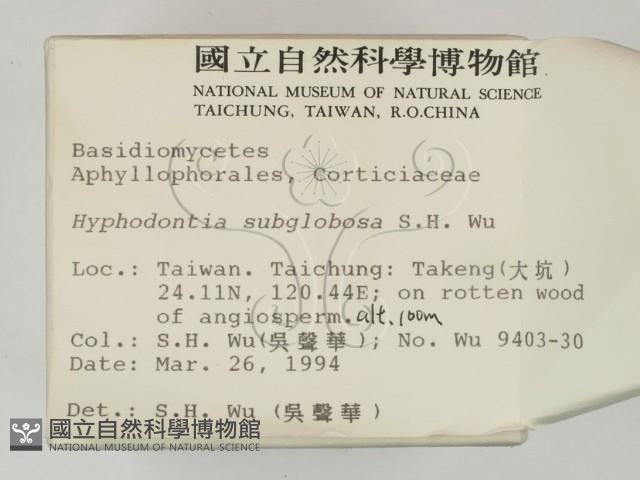 國立自然科學博物館
NATIONAL MUSEUM OF NATURAL SCIENCE
TAICHUNG, TAIWAN, R.O.CHINA
Basidiomycetes
Aphyllophorales, Corticiaceae
Hyphodontia subglobosa S.H. Wu
Loc.: Taiwan. Taichung: Takeng(大坑)
24.11N, 120.44E; on rotten wood
of angiosperm. alt. 100m
Col.: S.H. Wu(吳聲華); No. Wu 9403-30
Date: Mar. 26, 1994
Det.: S.H. Wu (吳聲華)
國立自然科學博物館
NATIONAL MUSEUM OF NATURAL SCIENCE